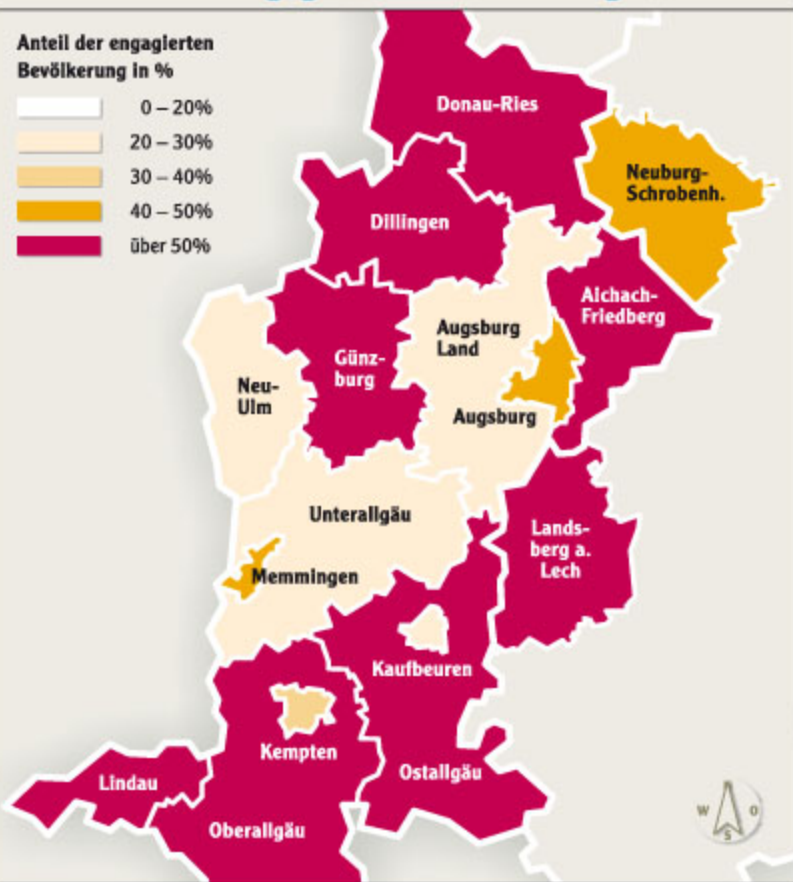 Anteil der engagierten
Bevölkerung in %
0 – 20%
20 – 30%
30 – 40%
40 – 50%
über 50%
Donau-Ries
Neuburg-
Schrobenh.
Dillingen
Aichach-
Friedberg
Augsburg
Land
Günz-
burg
Neu-
Ulm
Augsburg
Unterallgäu
Lands-
berg a.
Lech
Memmingen
Kaufbeuren
Kempten
Ostallgäu
Lindau
Oberallgäu
W
O
S